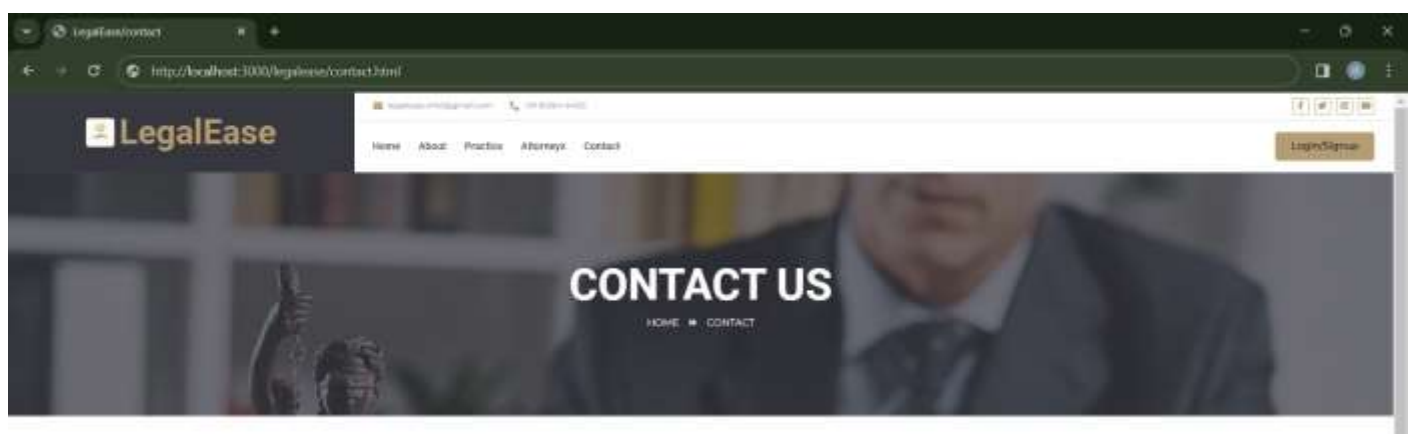 LegalEase/contact
http://localhost:3000/legalease/contact.html
LegalEase
Home About Practice Attorneys Contact
Login/Signup
CONTACT US
HOME CONTACT